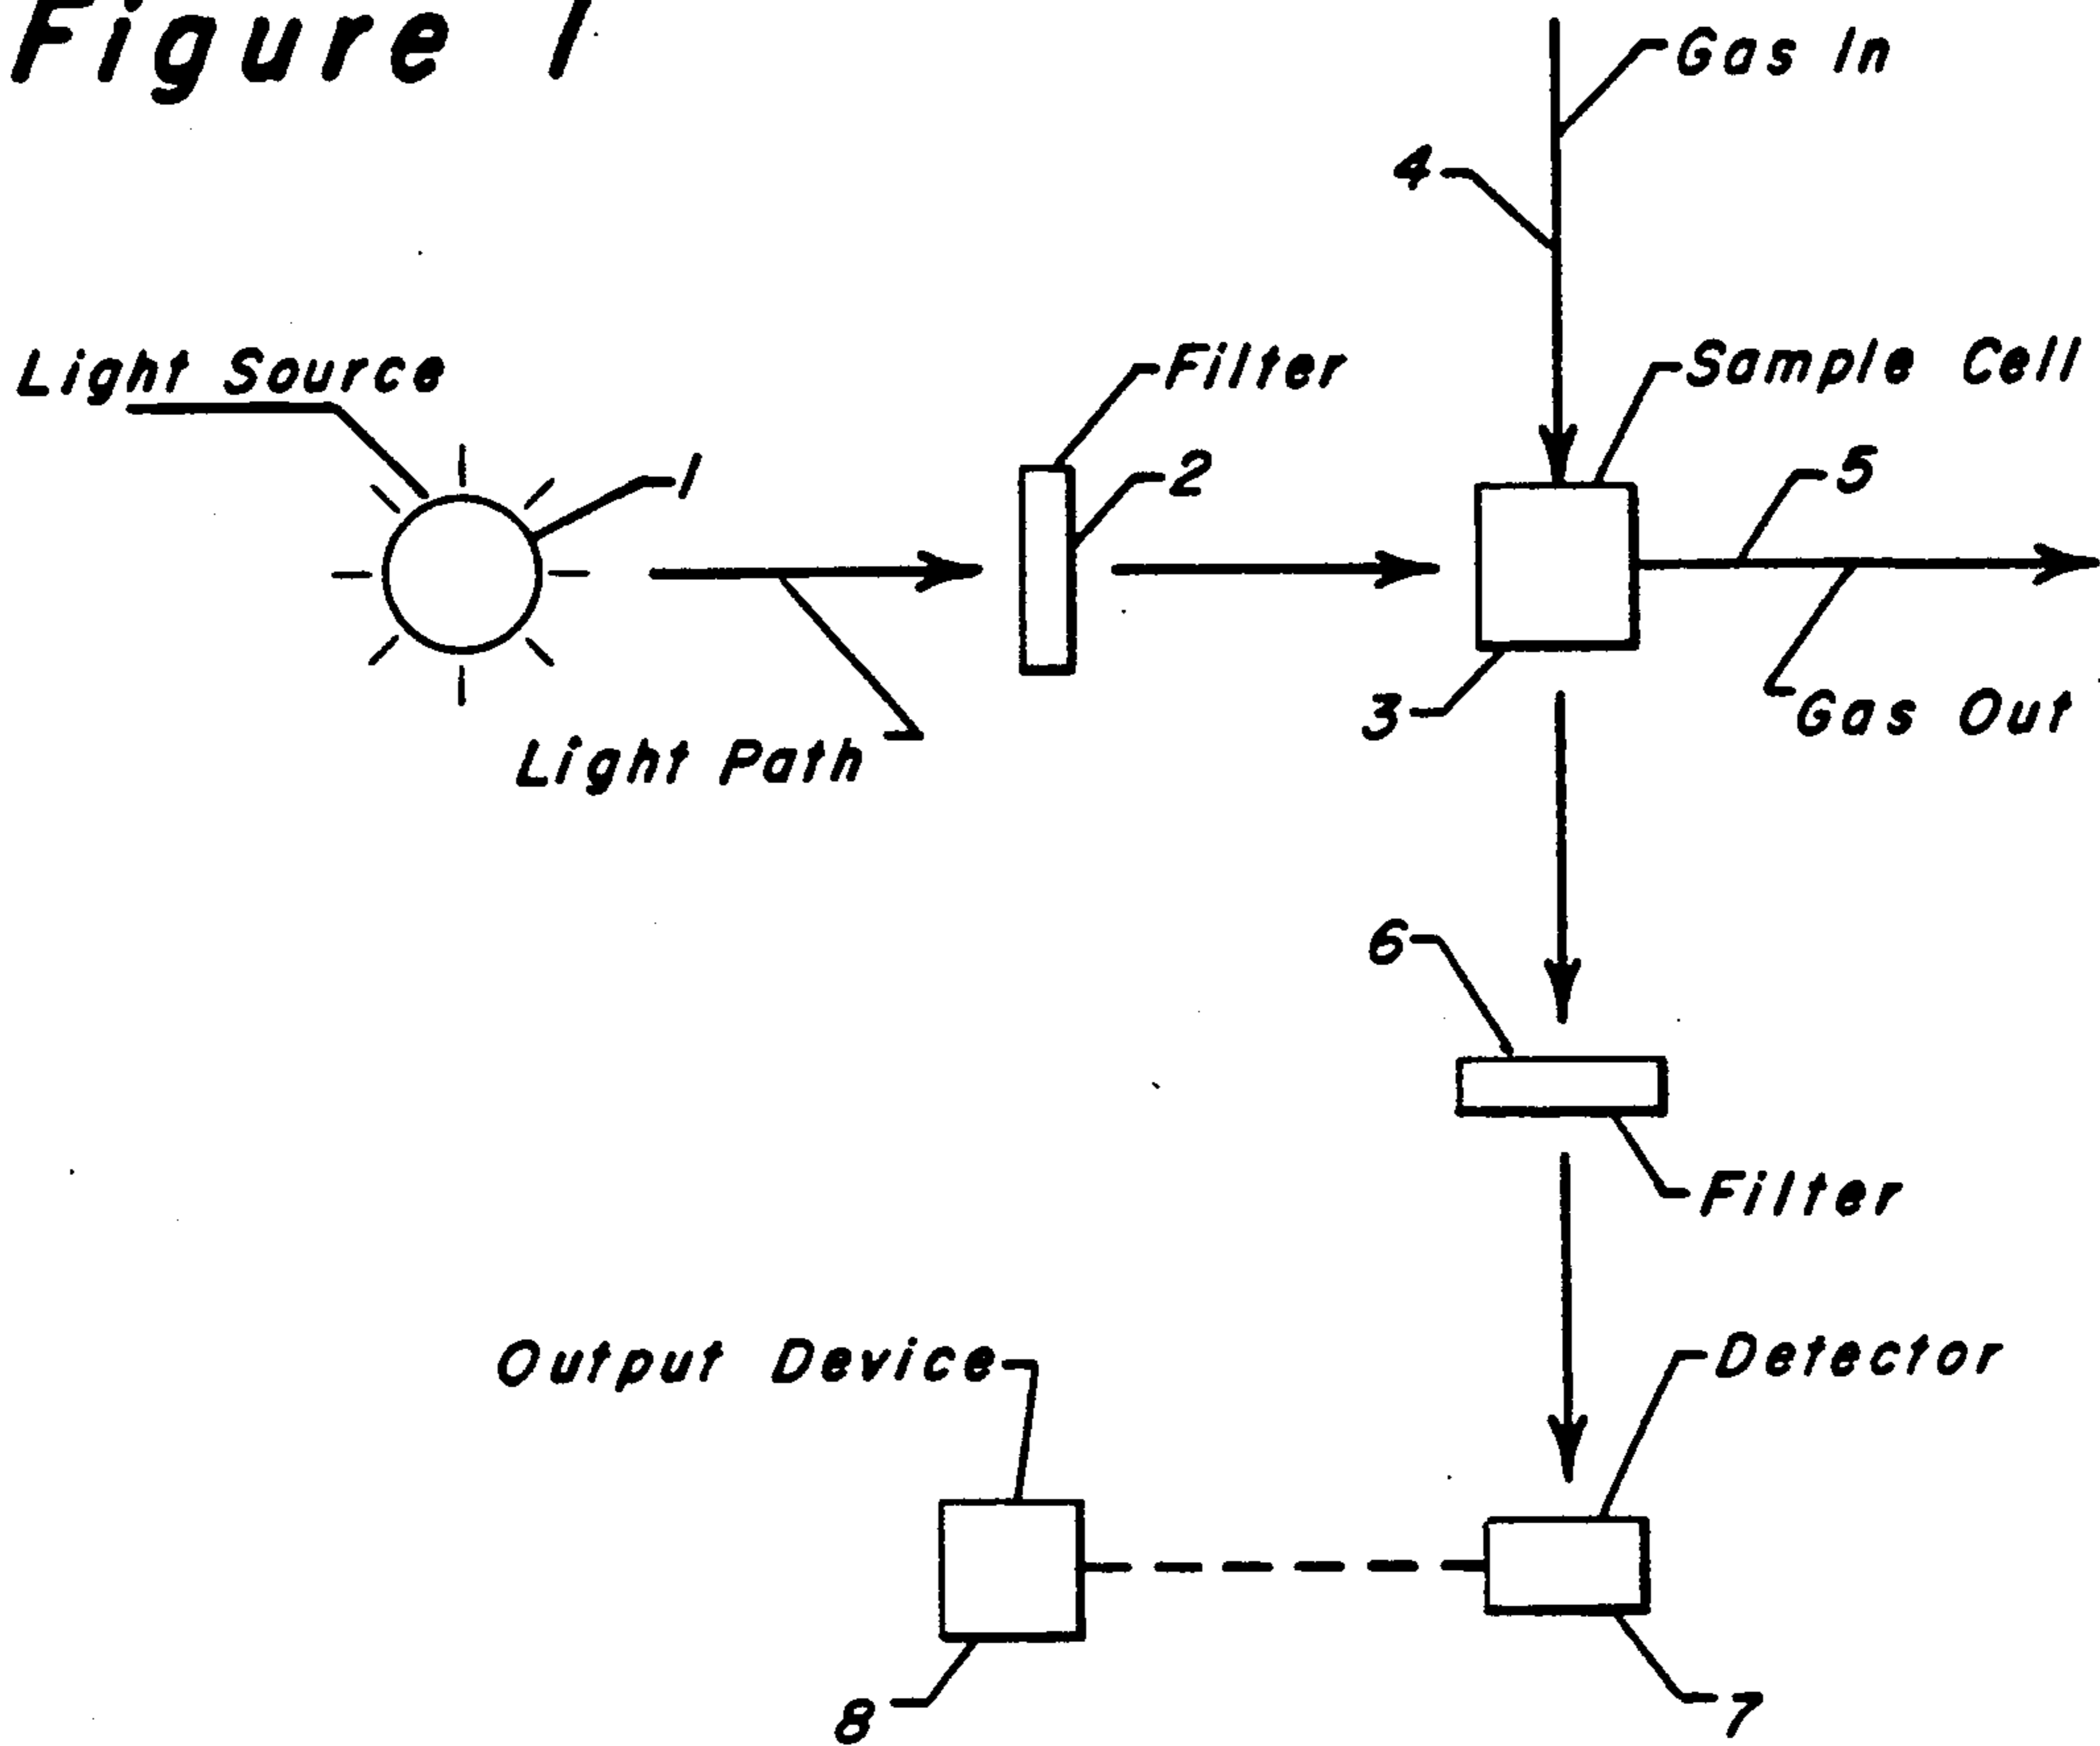 Figure 1
Gas In
4
Light Source
Filter
Sample Cell
1
2
5
3
Gas Out
Light Path
6
Filter
Output Device
Detector
8
7